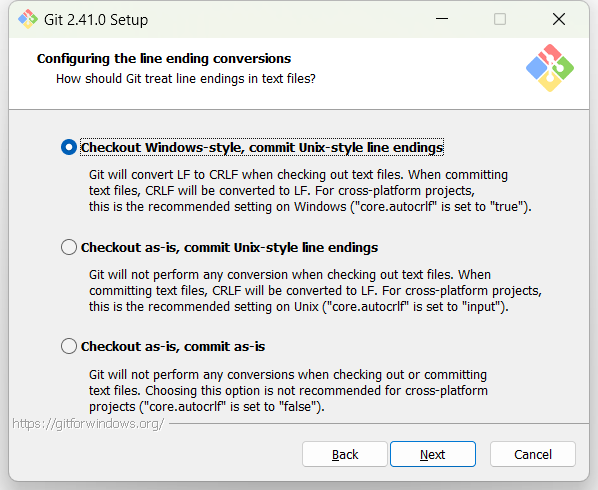 Git 2.41.0 Setup
Configuring the line ending conversions
How should Git treat line endings in text files?
Checkout Windows-style, commit Unix-style line endings
Git will convert LF to CRLF when checking out text files. When committing
text files, CRLF will be converted to LF. For cross-platform projects,
this is the recommended setting on Windows ("core.autocrlf" is set to "true").
Checkout as-is, commit Unix-style line endings
Git will not perform any conversion when checking out text files. When
committing text files, CRLF will be converted to LF. For cross-platform projects,
this is the recommended setting on Unix ("core.autocrlf" is set to "input").
Checkout as-is, commit as-is
Git will not perform any conversions when checking out or committing
text files. Choosing this option is not recommended for cross-platform
projects ("core.autocrlf" is set to "false").
https://gitforwindows.org/
Back Next Cancel